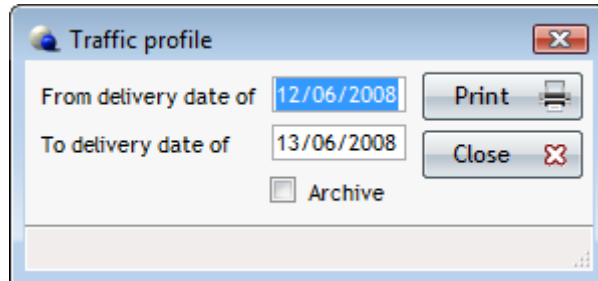 Traffic profile
From delivery date of 12/06/2008 Print
To delivery date of 13/06/2008 Close
Archive